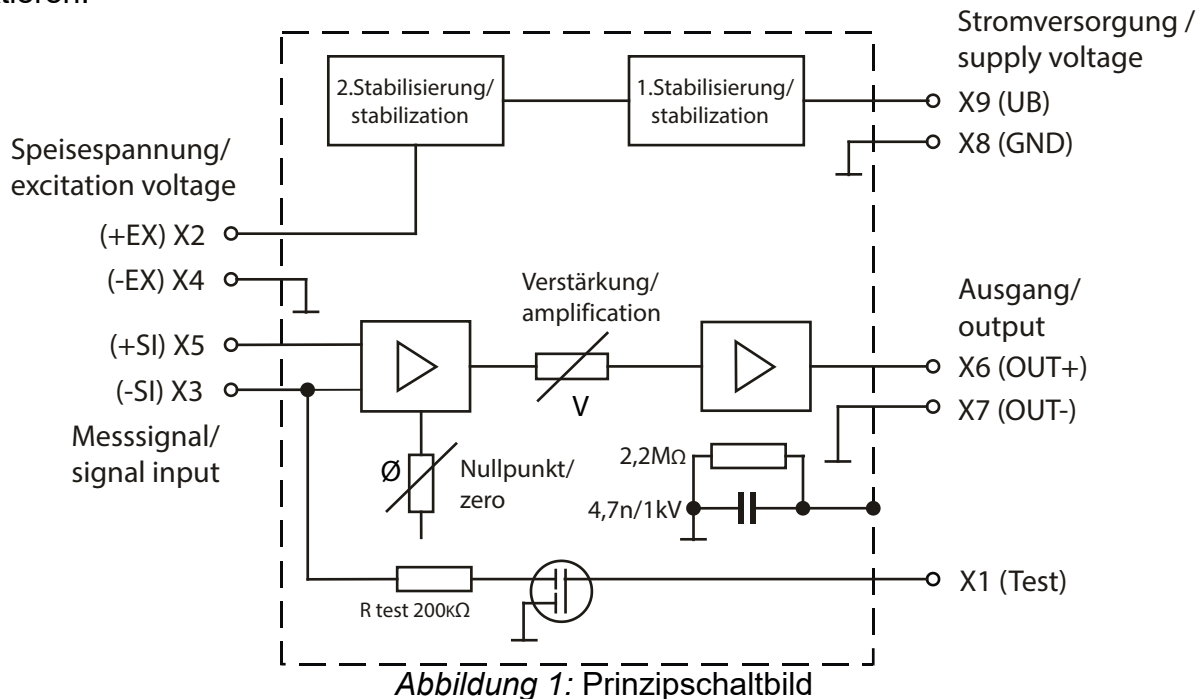 Stromversorgung /
supply voltage
2.Stabilisierung/
stabilization
1.Stabilisierung/
stabilization
X9 (UB)
X8 (GND)
Speisespannung/
excitation voltage
(+EX) X2
(-EX) X4
Verstärkung/
amplification
Ausgang/
output
(+SI) X5
(-SI) X3
V
X6 (OUT+)
X7 (OUT-)
Messsignal/
signal input
Ø
Nullpunkt/
zero
2,2MΩ
4,7n/1kV
R test 200KΩ
X1 (Test)
Abbildung 1: Prinzipschaltbild